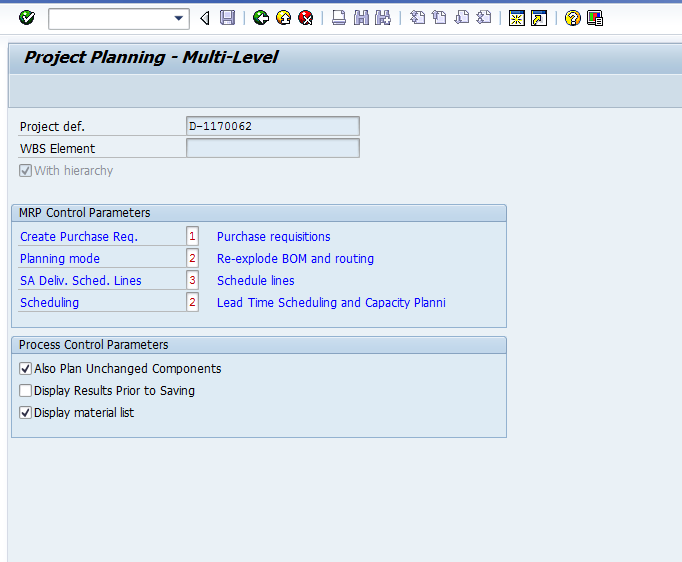 Project Planning - Multi-Level
Project def. D-1170062
WBS Element
With hierarchy
MRP Control Parameters
Create Purchase Req. 1 Purchase requisitions
Planning mode 2 Re-explode BOM and routing
SA Deliv. Sched. Lines 3 Schedule lines
Scheduling 2 Lead Time Scheduling and Capacity Planni
Process Control Parameters
Also Plan Unchanged Components
Display Results Prior to Saving
Display material list